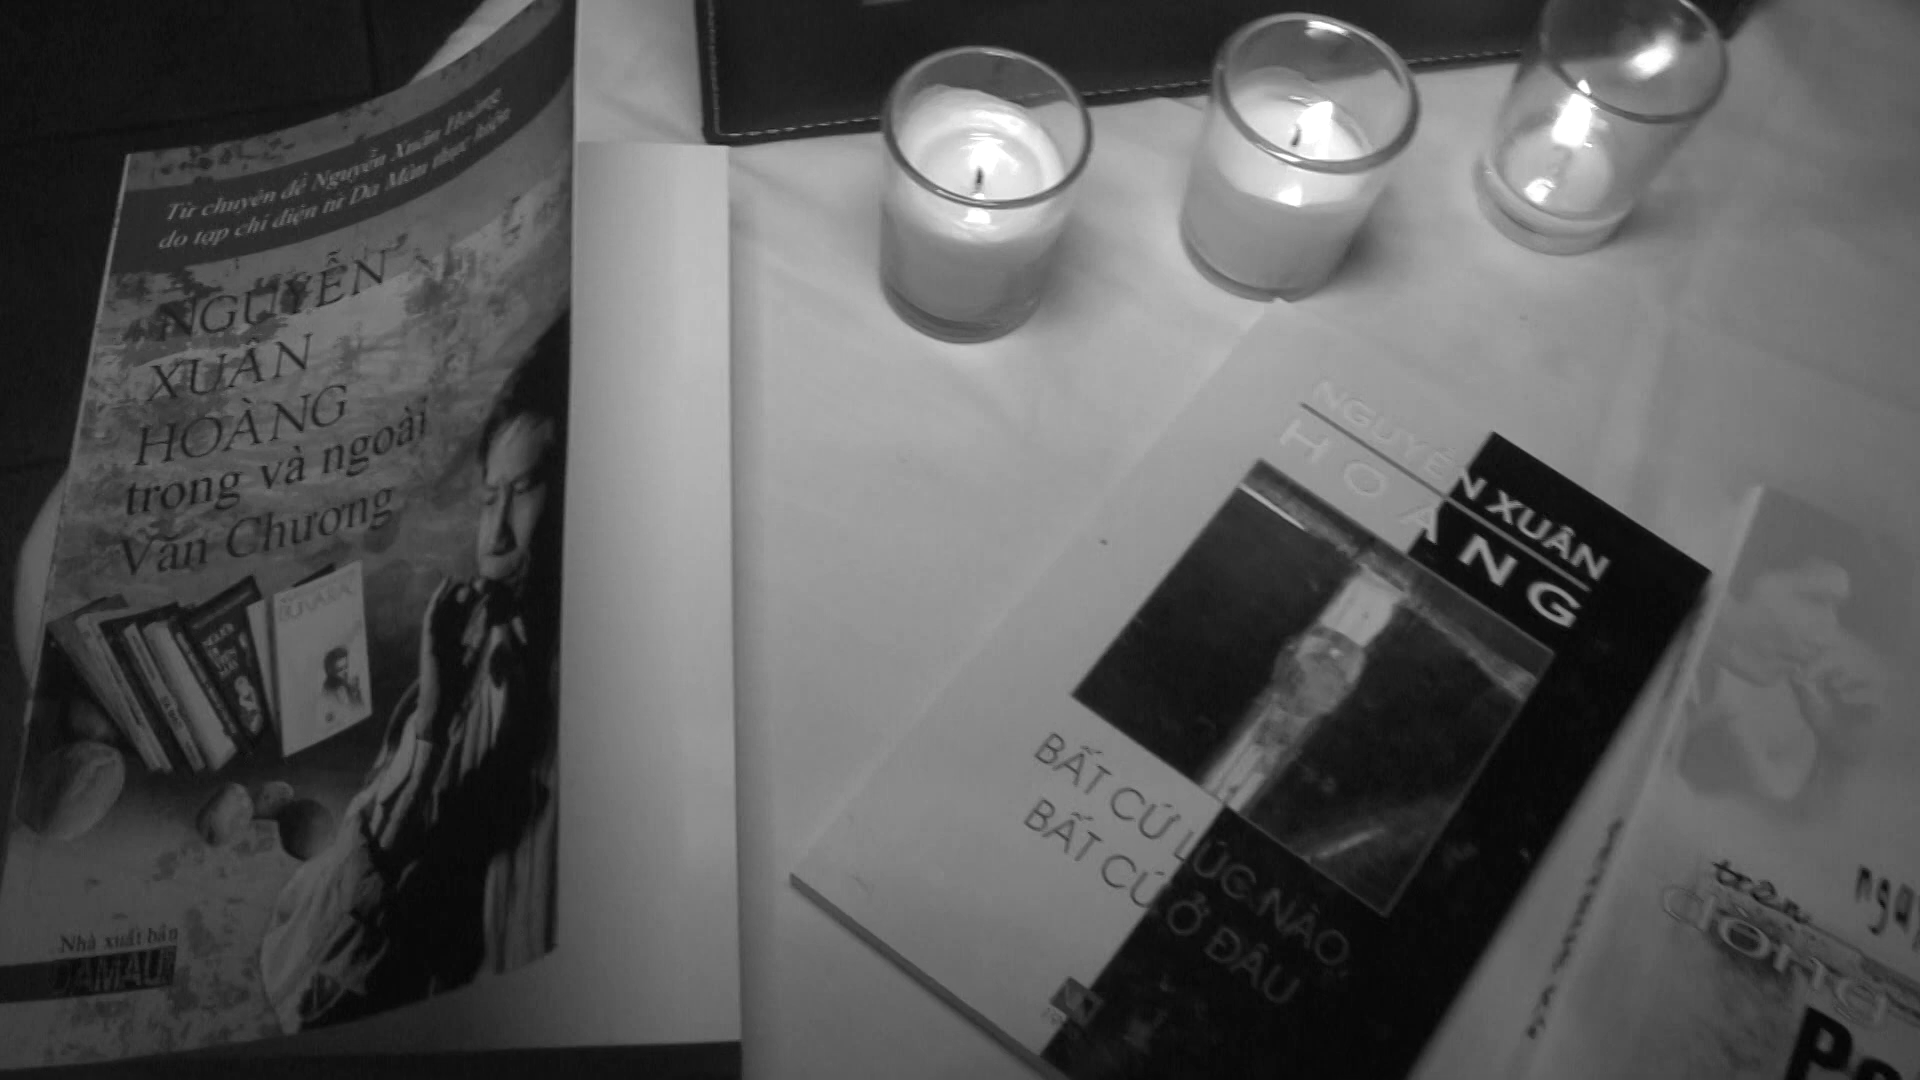 Từ chuyên đề Nguyễn Xuân Hoàng
do tạp chí điện tử Da Màu thực hiện
NGUYỄN
XUÂN
HOÀNG
trong và ngoài
Văn Chương
Nhà xuất bản
DAMAU
NGUYỄN XUÂN
HOÀNG
BẤT CỨ LÚC NÀO,
BẤT CỨ Ở ĐÂU
trên